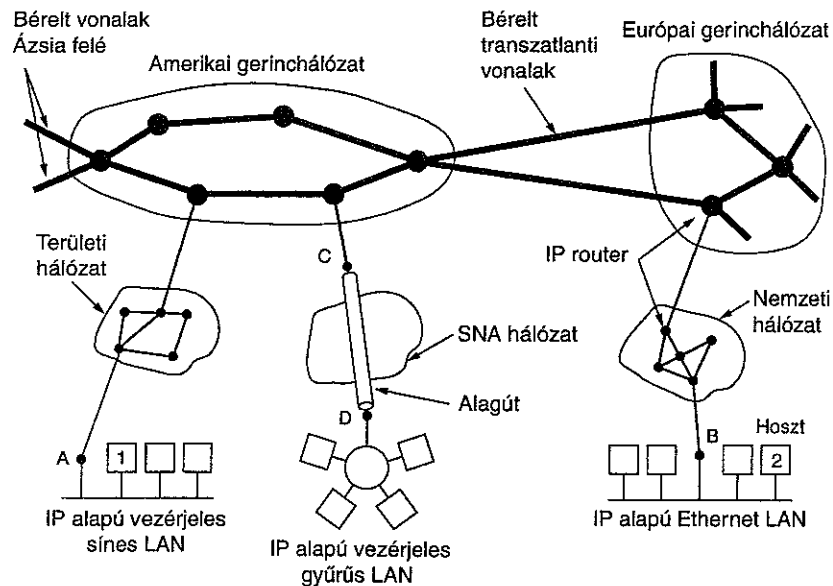 Bérelt vonalak
Ázsia felé
Amerikai gerinchálózat
Bérelt
transzatlanti
vonalak
Európai gerinchálózat
Területi
hálózat
C
SNA hálózat
Alagút
D
IP router
Nemzeti
hálózat
A
1
B
Hoszt
2
IP alapú vezérjeles
sínes LAN
IP alapú vezérjeles
gyűrűs LAN
IP alapú Ethernet LAN